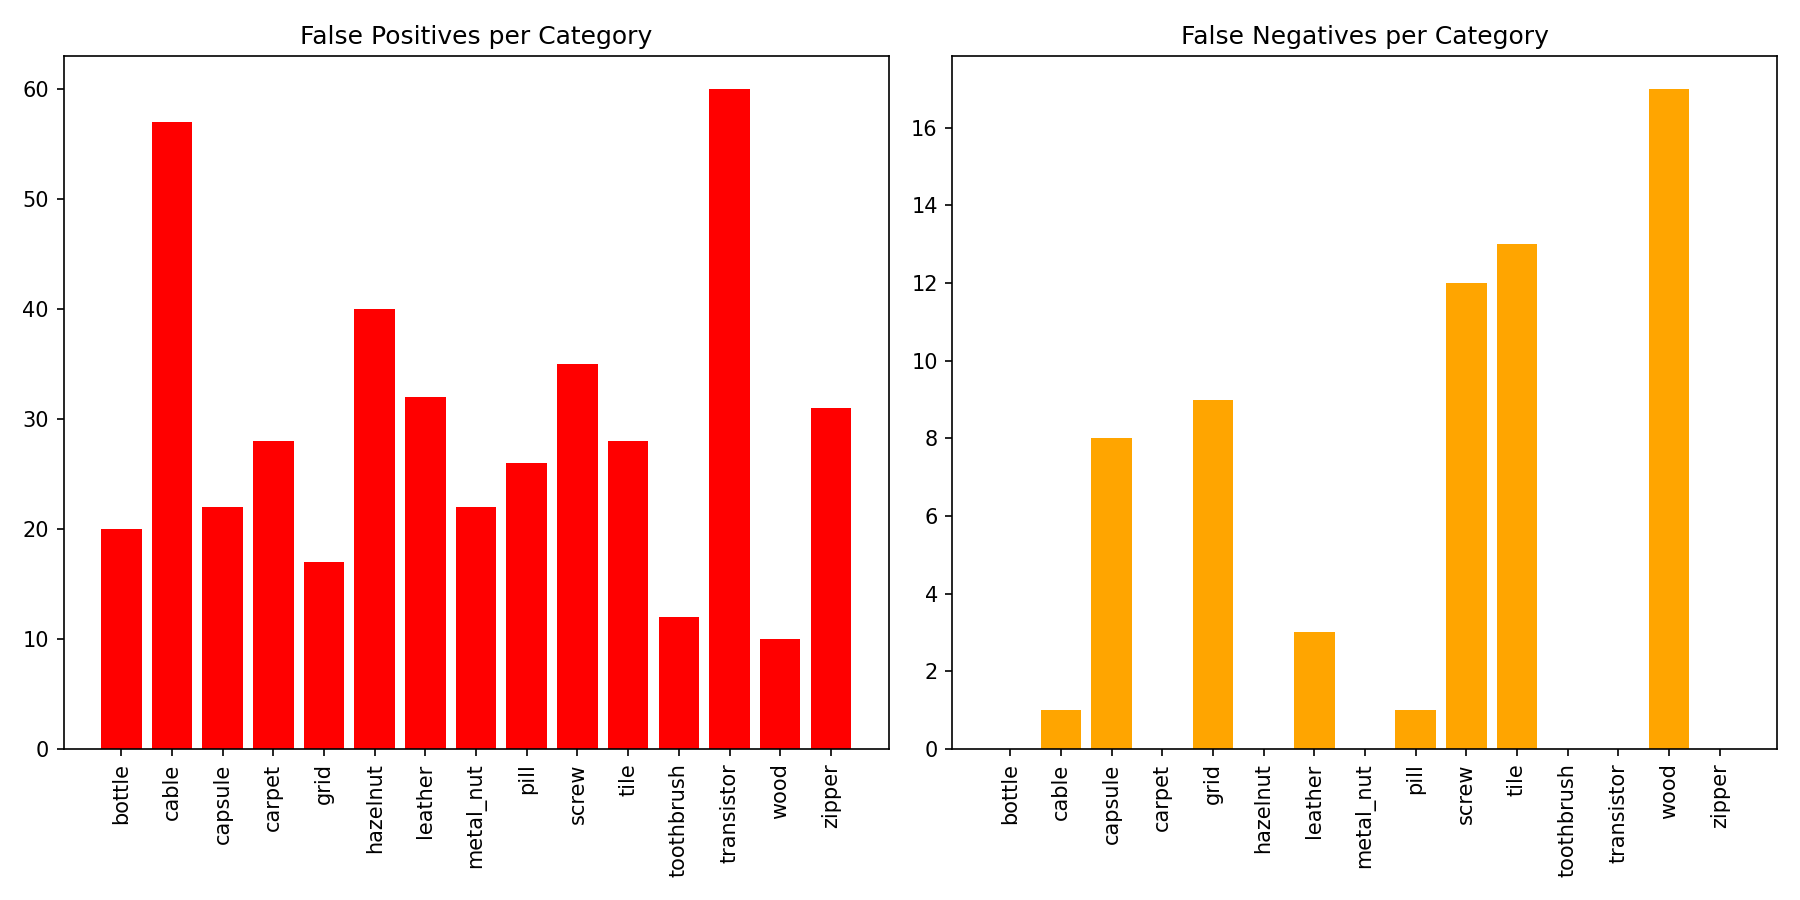 False Positives per Category
60
50
40
30
20
10
0
bottle
cable
capsule
carpet
grid
hazelnut
leather
metal_nut
pill
screw
tile
toothbrush
transistor
wood
zipper
False Negatives per Category
16
14
12
10
8
6
4
2
0
bottle
cable
capsule
carpet
grid
hazelnut
leather
metal_nut
pill
screw
tile
toothbrush
transistor
wood
zipper